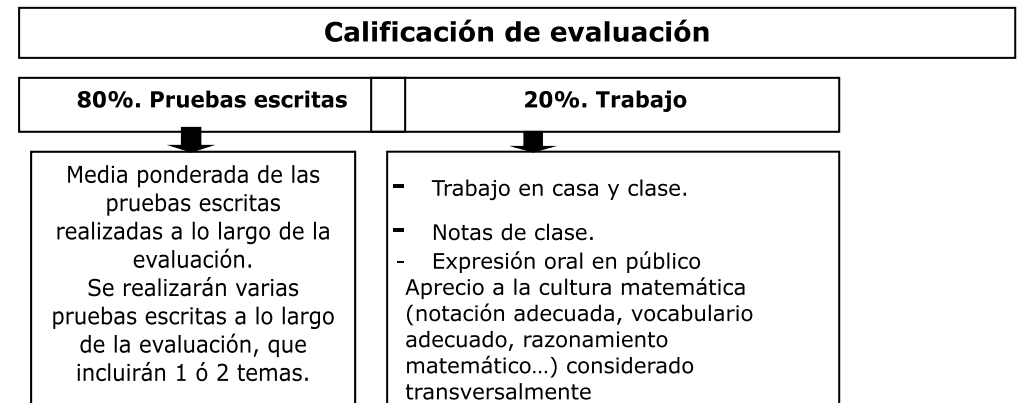 Calificación de evaluación
80%. Pruebas escritas
20%. Trabajo
Media ponderada de las
pruebas escritas
realizadas a lo largo de la
evaluación.
Se realizarán varias
pruebas escritas a lo largo
de la evaluación, que
incluirán 1 ó 2 temas.
- Trabajo en casa y clase.
- Notas de clase.
- Expresión oral en público
Aprecio a la cultura matemática
(notación adecuada, vocabulario
adecuado, razonamiento
matemático...) considerado
transversalmente